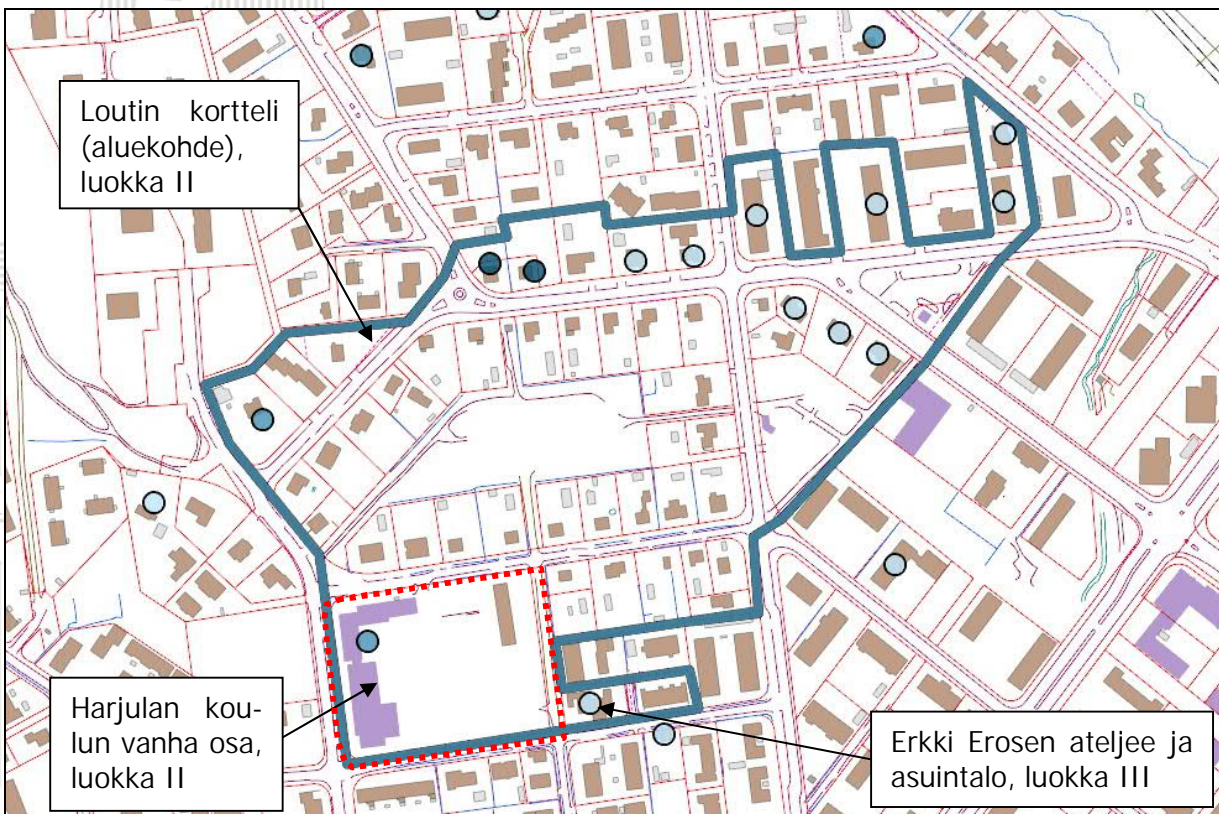 Loutin kortteli
(aluekohde),
luokka II
Harjulan kou-
lun vanha osa,
luokka II
Erkki Erosen ateljee ja
asuintalo, luokka III